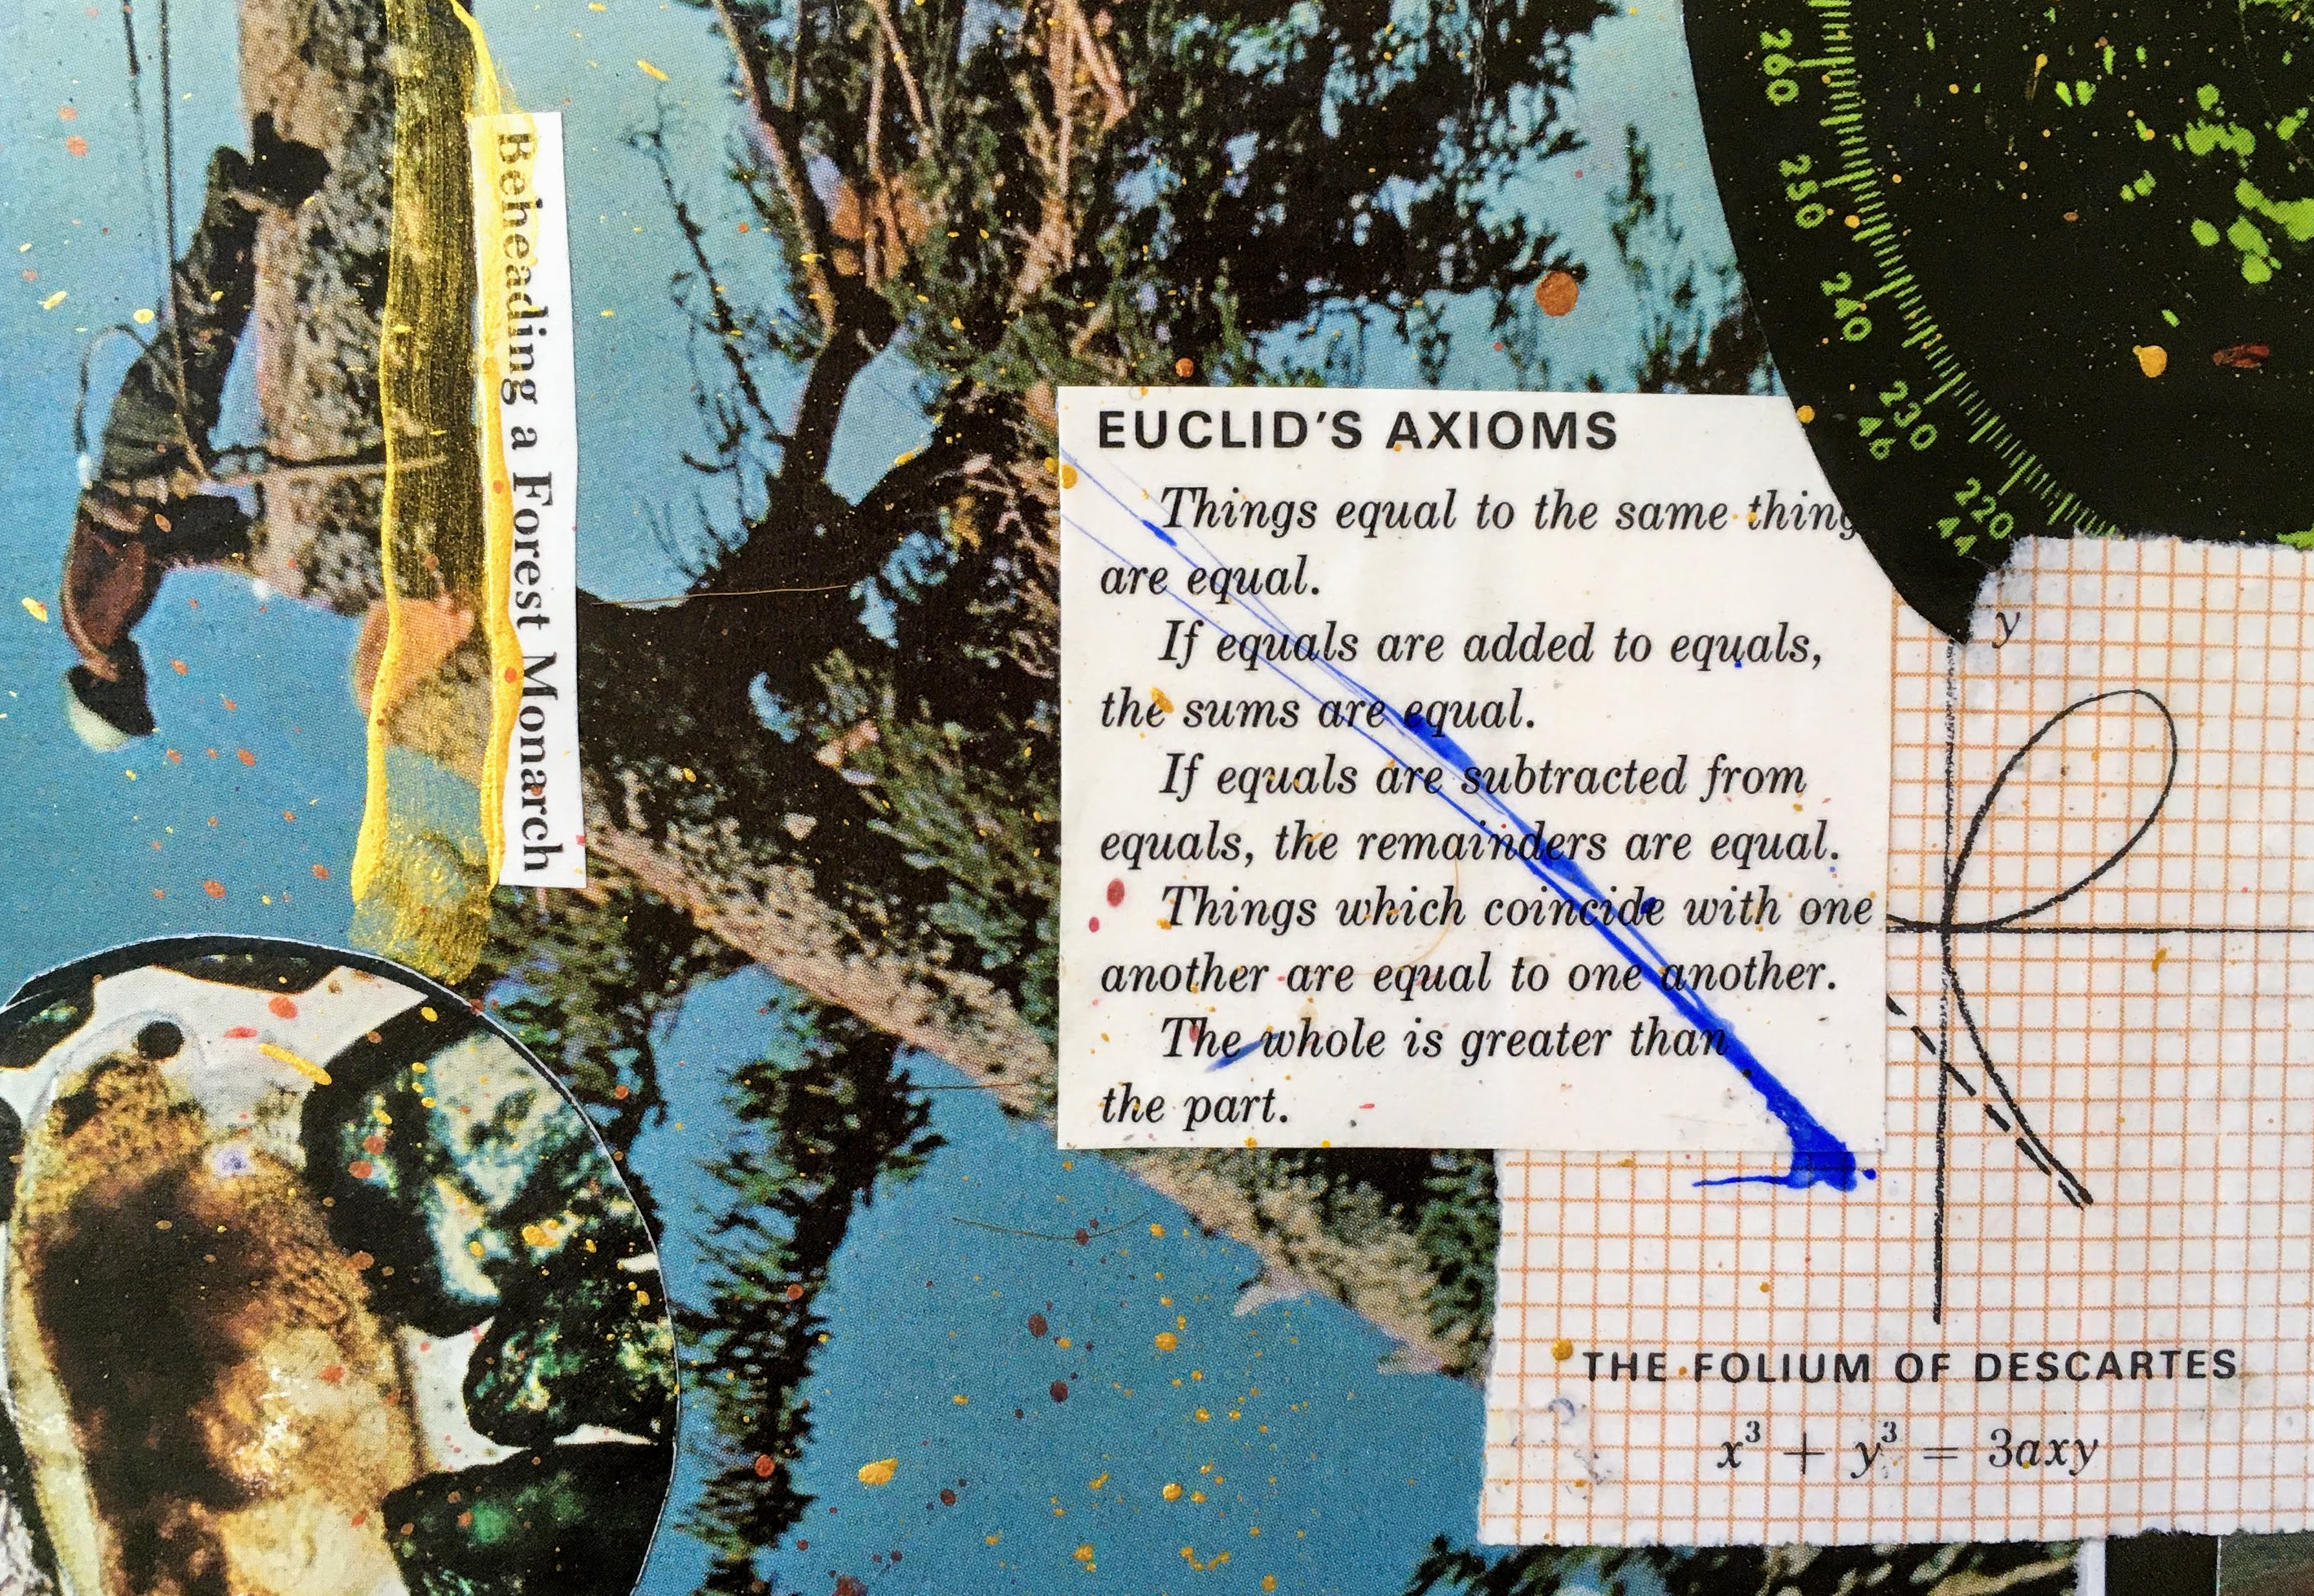 Beheading a Forest Monarch
EUCLID'S AXIOMS
Things equal to the same thing
are equal.
If equals are added to equals,
the sums are equal.
If equals are subtracted from
equals, the remainders are equal.
Things which coincide with one
another are equal to one another.
The whole is greater than
the part.
260
250
240
230
46
220
44
y
THE FOLIUM OF DESCARTES
x³ + y³ = 3axy